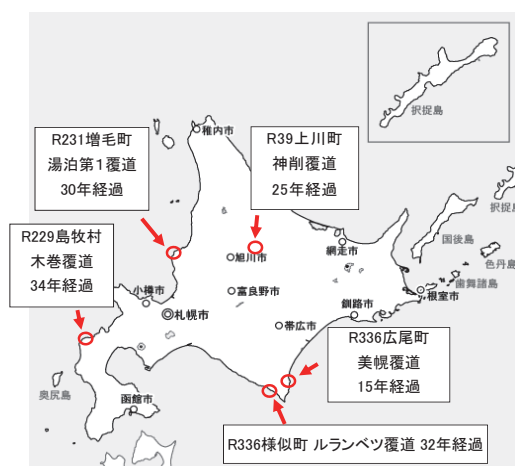 択捉島
稚内市
R231増毛町
湯泊第1覆道
30年経過
R39上川町
神削覆道
25年経過
択捉島
国後島
色丹島
歯舞諸島
根室市
網走市
旭川市
富良野市
釧路市
帯広市
R229島牧村
木巻覆道
34年経過
小樽市
札幌市
R336広尾町
美幌覆道
15年経過
奥尻島
函館市
R336様似町 ルランベツ覆道 32年経過